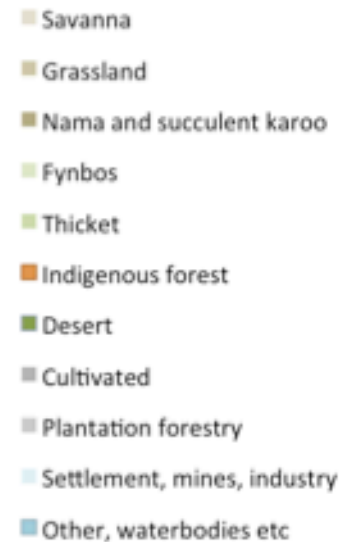 Savanna
Grassland
Nama and succulent karoo
Fynbos
Thicket
Indigenous forest
Desert
Cultivated
Plantation forestry
Settlement, mines, industry
Other, waterbodies etc